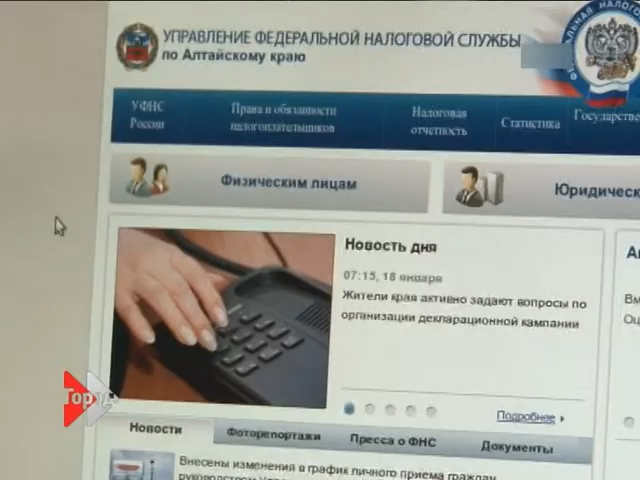 УПРАВЛЕНИЕ ФЕДЕРАЛЬНОЙ НАЛОГОВОЙ СЛУЖБЫ
по Алтайскому краю
УФНС
России
Права и обязанности
налогоплательщиков
Налоговая
отчетность
Статистика
Государстве
Физическим лицам
Юридическ
Новость дня
07:15, 18 января
Жители края активно задают вопросы по
организации декларационной кампании
Подробнее
Новости
Фоторепортажи
Пресса о ФНС
Документы
Внесены изменения в график личного приема граждан